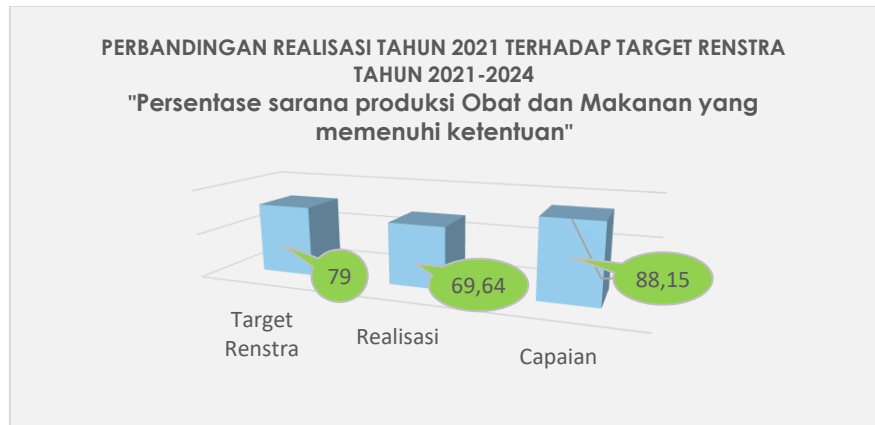 PERBANDINGAN REALISASI TAHUN 2021 TERHADAP TARGET RENSTRA
TAHUN 2021-2024
"Persentase sarana produksi Obat dan Makanan yang
memenuhi ketentuan"
79
69,64
88,15
Target
Renstra
Realisasi
Capaian